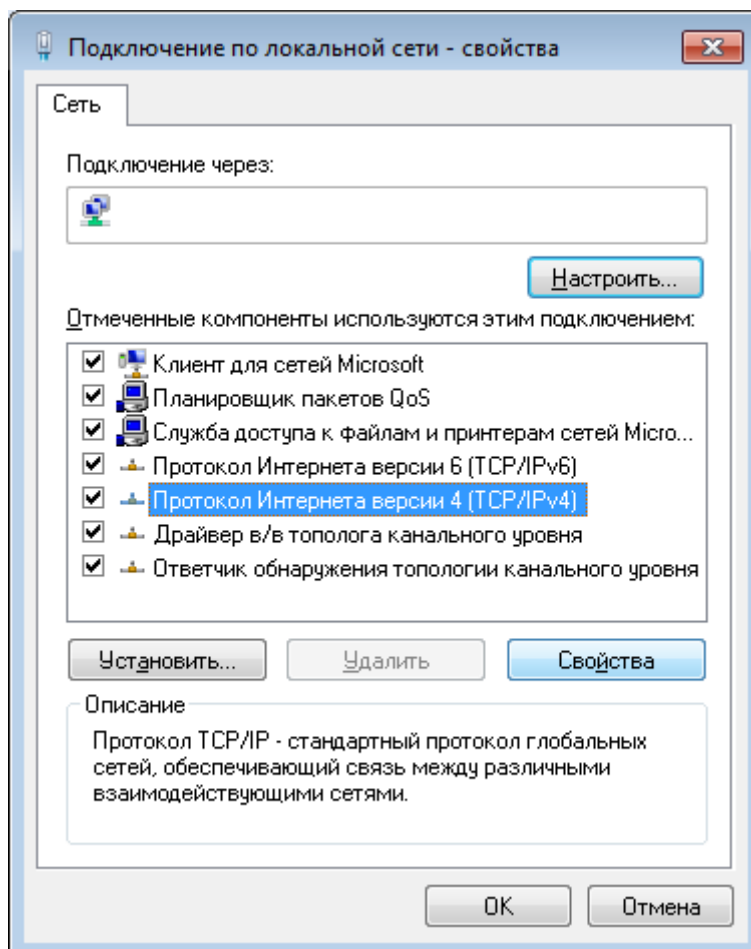 Подключение по локальной сети - свойства
Сеть
Подключение через:
Настроить...
Отмеченные компоненты используются этим подключением:
Клиент для сетей Microsoft
Планировщик пакетов QoS
Служба доступа к файлам и принтерам сетей Micro...
Протокол Интернета версии 6 (TCP/IPv6)
Протокол Интернета версии 4 (TCP/IPv4)
Драйвер в/в тополога канального уровня
Ответчик обнаружения топологии канального уровня
Установить...
Удалить
Свойства
Описание
Протокол TCP/IP - стандартный протокол глобальных
сетей, обеспечивающий связь между различными
взаимодействующими сетями.
OK
Отмена